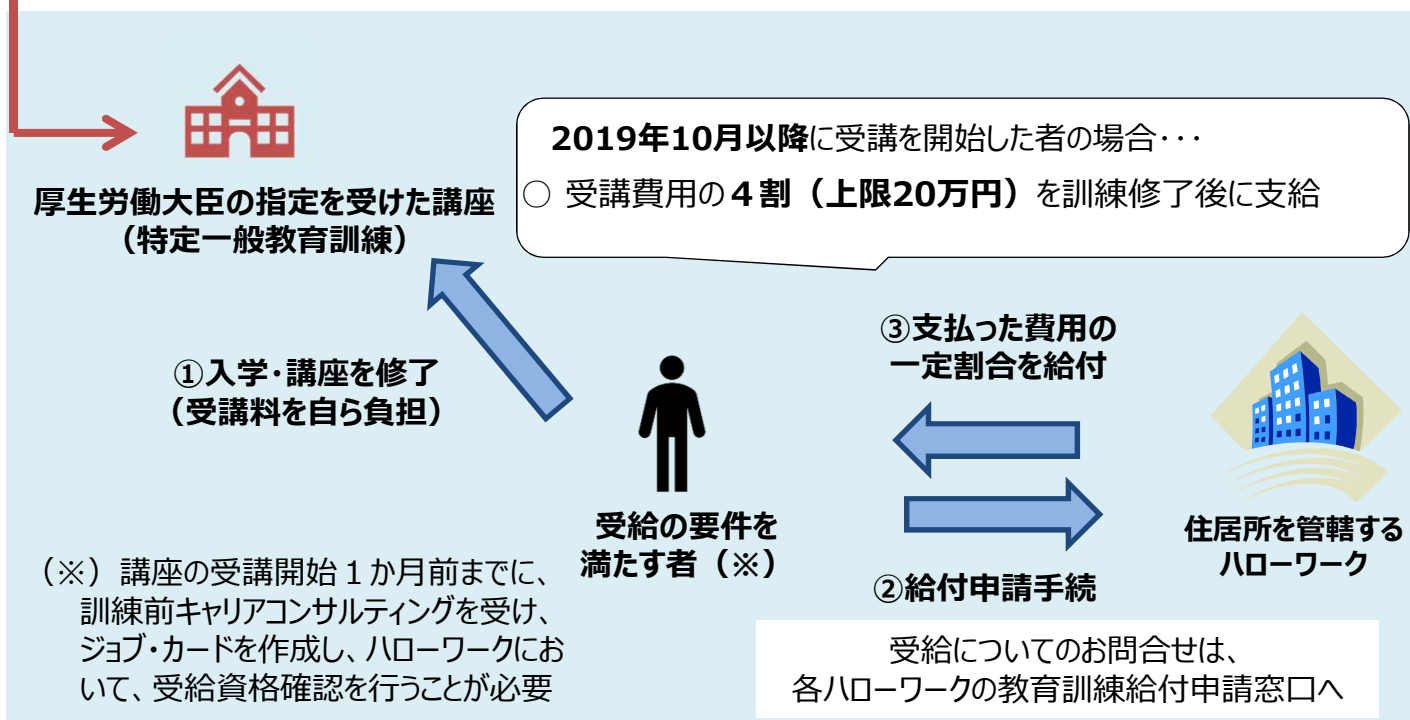 厚生労働大臣の指定を受けた講座
（特定一般教育訓練）
2019年10月以降に受講を開始した者の場合･･･
○ 受講費用の４割（上限20万円）を訓練修了後に支給
①入学･講座を修了
（受講料を自ら負担）
③支払った費用の
一定割合を給付
受給の要件を
満たす者（※）
②給付申請手続
住居所を管轄する
ハローワーク
（※）講座の受講開始１か月前までに、
訓練前キャリアコンサルティングを受け、
ジョブ・カードを作成し、ハローワークにお
いて、受給資格確認を行うことが必要
受給についてのお問合せは、
各ハローワークの教育訓練給付申請窓口へ